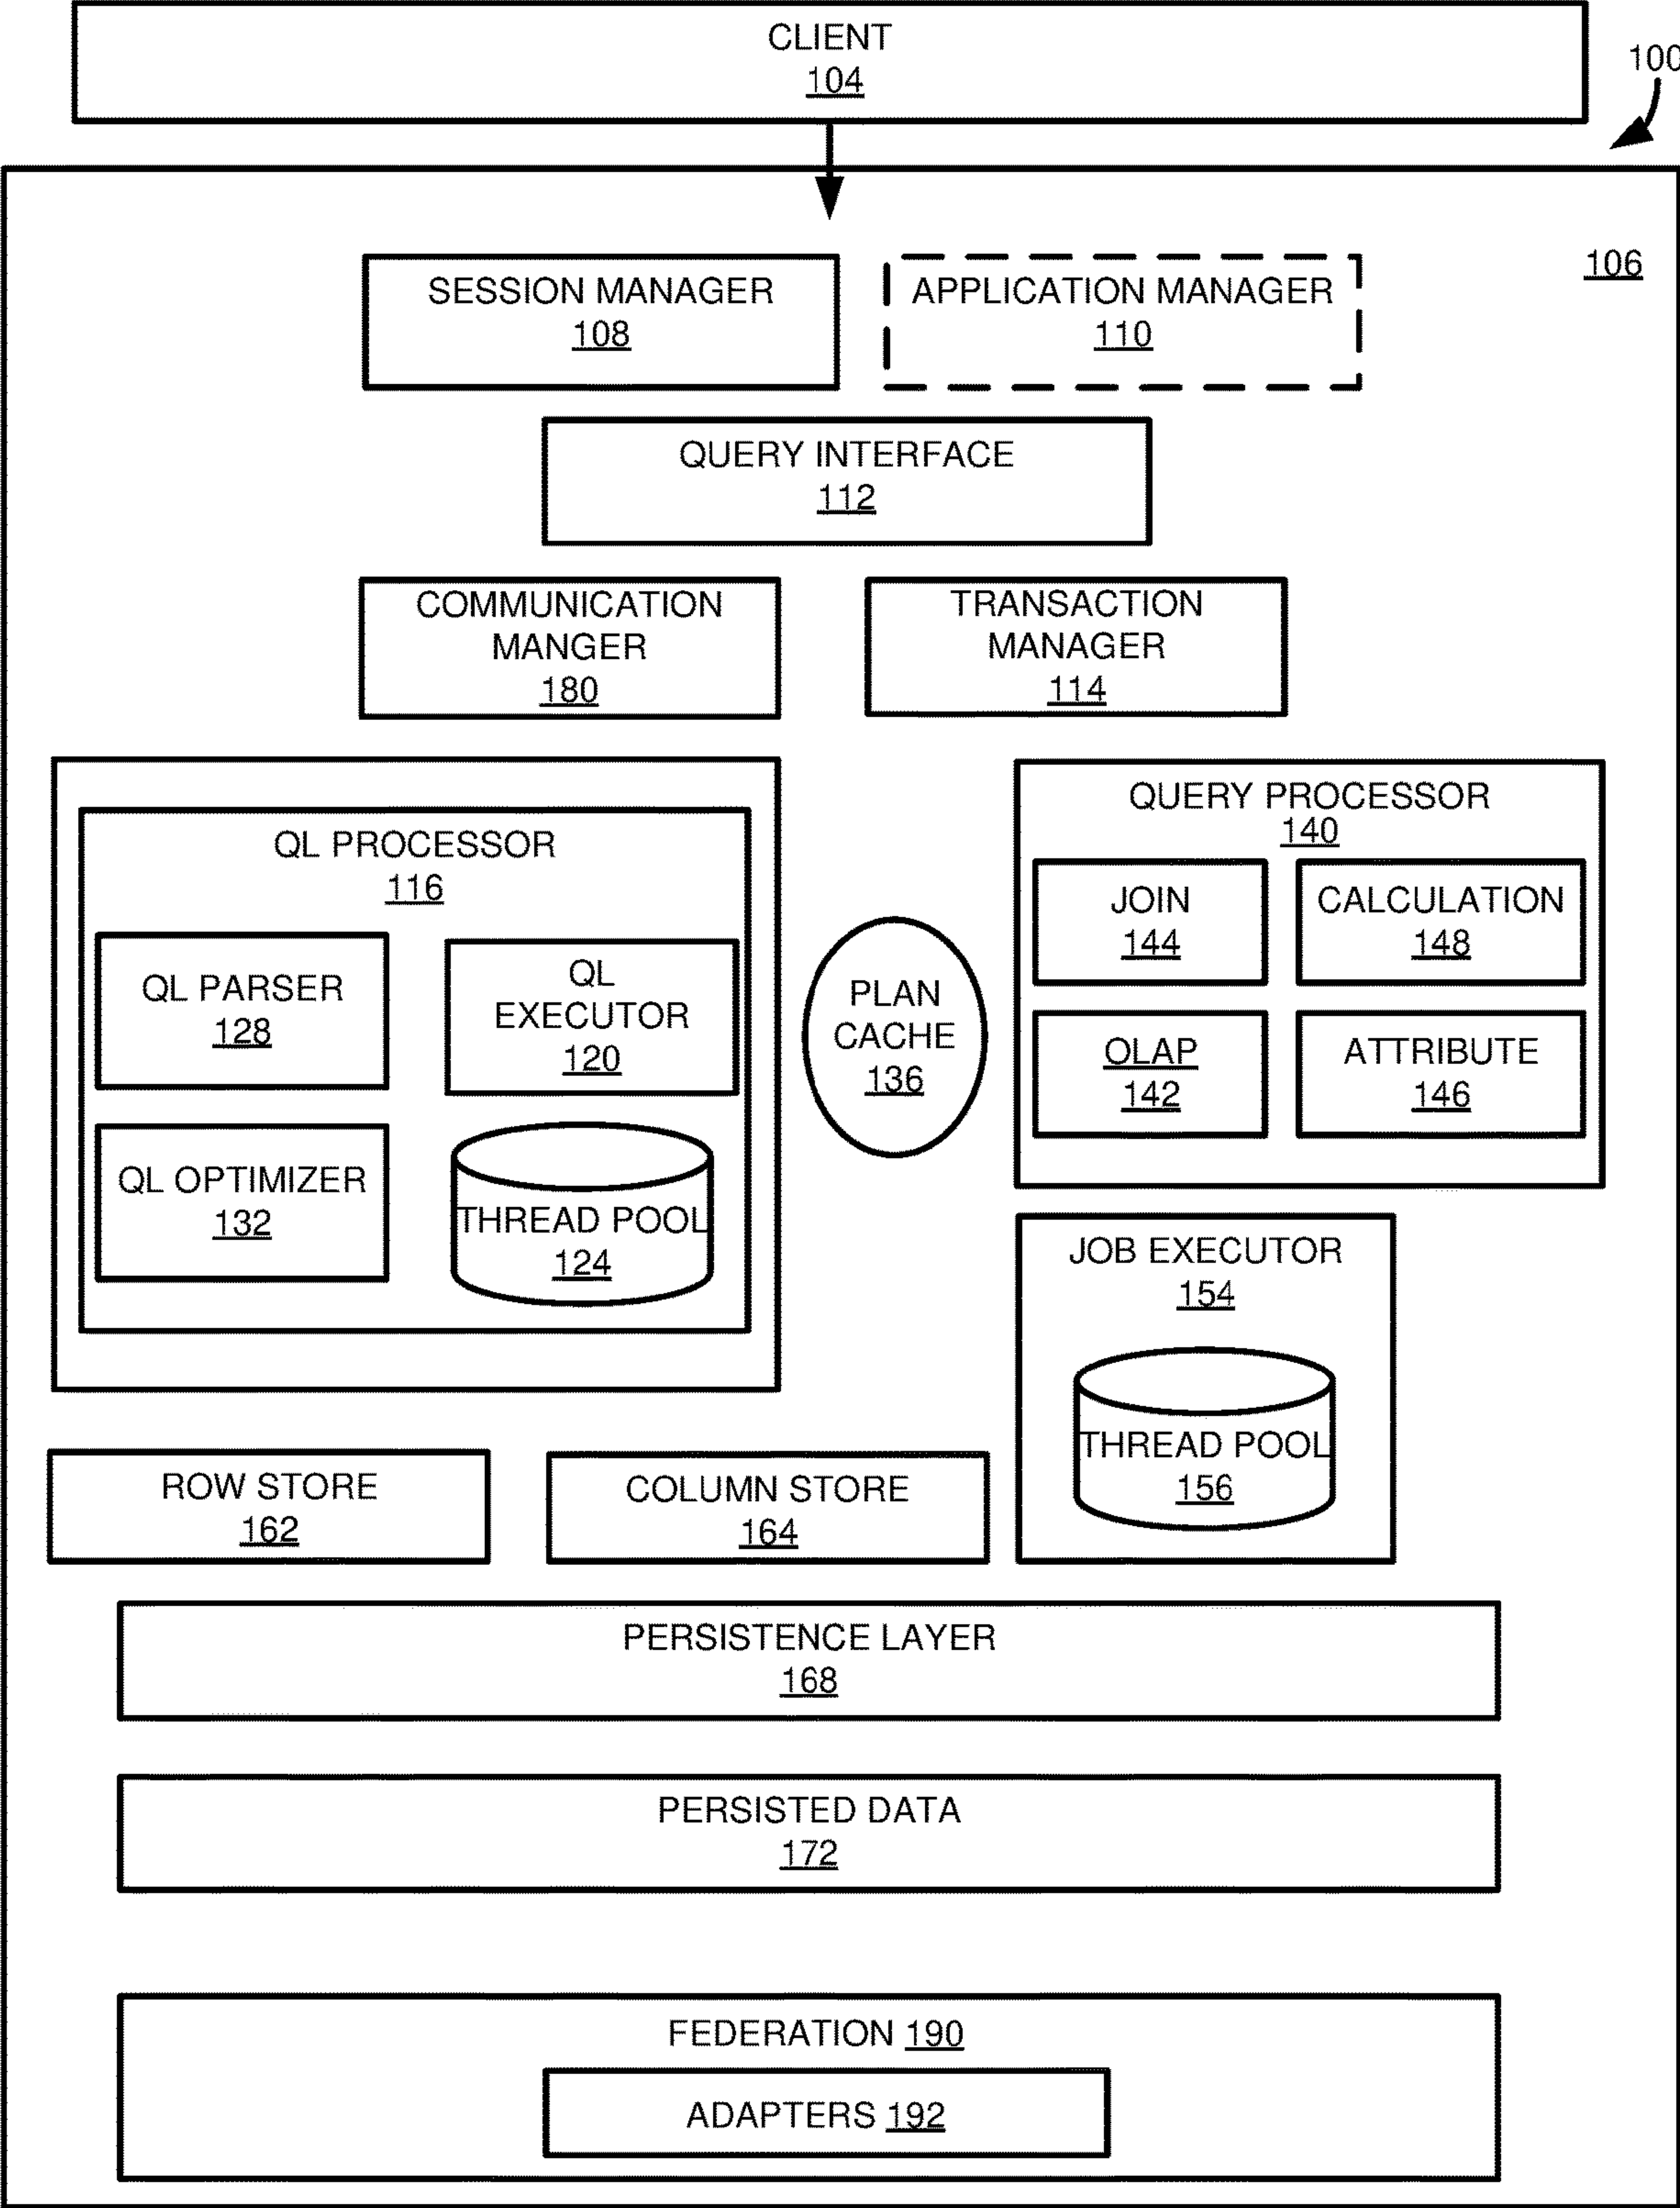 CLIENT
104
100
106
SESSION MANAGER
108
APPLICATION MANAGER
110
QUERY INTERFACE
112
COMMUNICATION
MANGER
180
TRANSACTION
MANAGER
114
QL PROCESSOR
116
QL PARSER
128
QL
EXECUTOR
120
QL OPTIMIZER
132
THREAD POOL
124
PLAN
CACHE
136
QUERY PROCESSOR
140
JOIN
144
CALCULATION
148
OLAP
142
ATTRIBUTE
146
JOB EXECUTOR
154
THREAD POOL
156
ROW STORE
162
COLUMN STORE
164
PERSISTENCE LAYER
168
PERSISTED DATA
172
FEDERATION 190
ADAPTERS 192